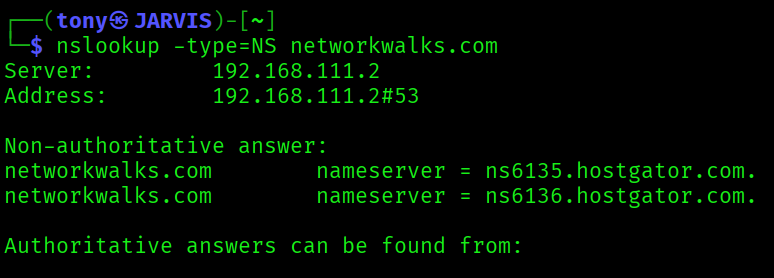 ┌──(tony㉿JARVIS)-[~]
└─$ nslookup -type=NS networkwalks.com
Server:         192.168.111.2
Address:        192.168.111.2#53

Non-authoritative answer:
networkwalks.com        nameserver = ns6135.hostgator.com.
networkwalks.com        nameserver = ns6136.hostgator.com.

Authoritative answers can be found from: